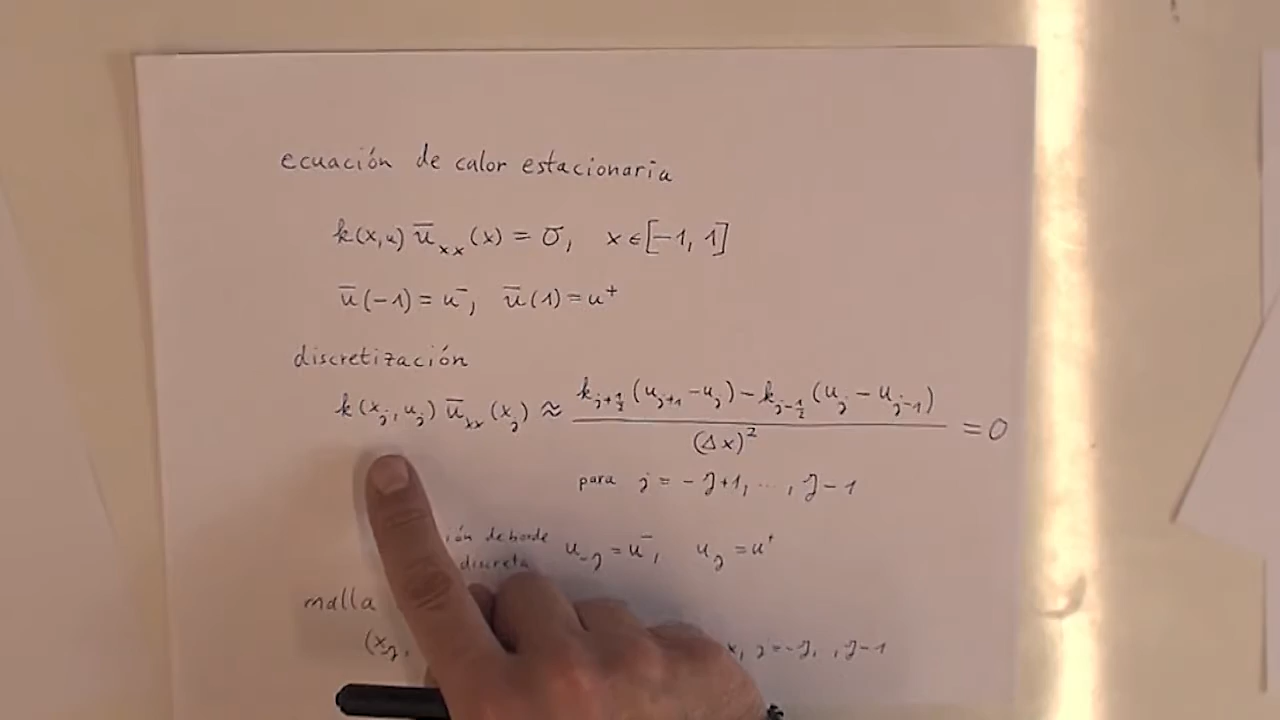 ecuación de calor estacionaria
k(x,u) ū_xx (x) = 0, x ∈ [-1, 1]
ū(-1) = u⁻, ū(1) = u⁺
discretización
k(x_j, u_j) ū_xx (x_j) ≈ (k_{j+1/2} (u_{j+1} - u_j) - k_{j-1/2} (u_j - u_{j-1})) / (Δx)² = 0
para j = -J+1, ..., J-1
ión de borde
discreta u_{-J} = u⁻, u_J = u⁺
malla
j = -J, , J-1